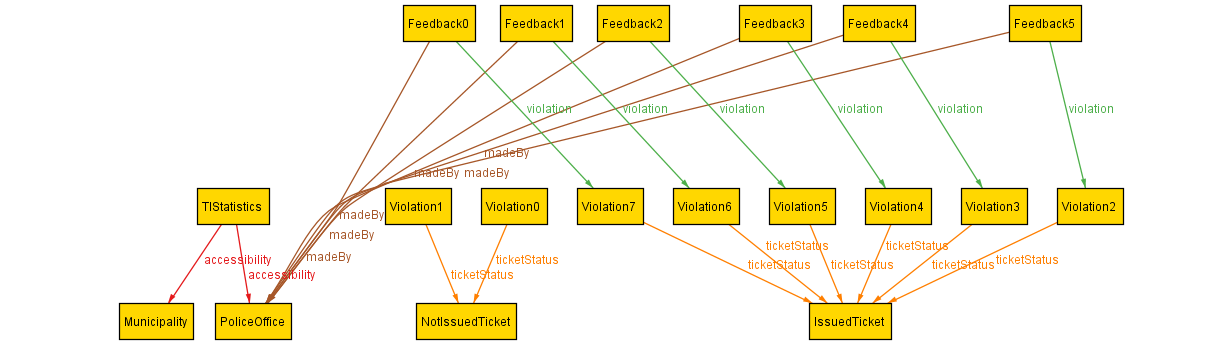 Feedback0 Feedback1 Feedback2 Feedback3 Feedback4 Feedback5
violation violation violation violation violation violation
madeBy
madeBy madeBy
TIStatistics Violation1 Violation0 Violation7 Violation6 Violation5 Violation4 Violation3 Violation2
madeBy
madeBy
ticketStatus ticketStatus
madeBy
accessibility ticketStatus ticketStatus
accessibility ticketStatus ticketStatus ticketStatus ticketStatus
Municipality PoliceOffice NotIssuedTicket IssuedTicket